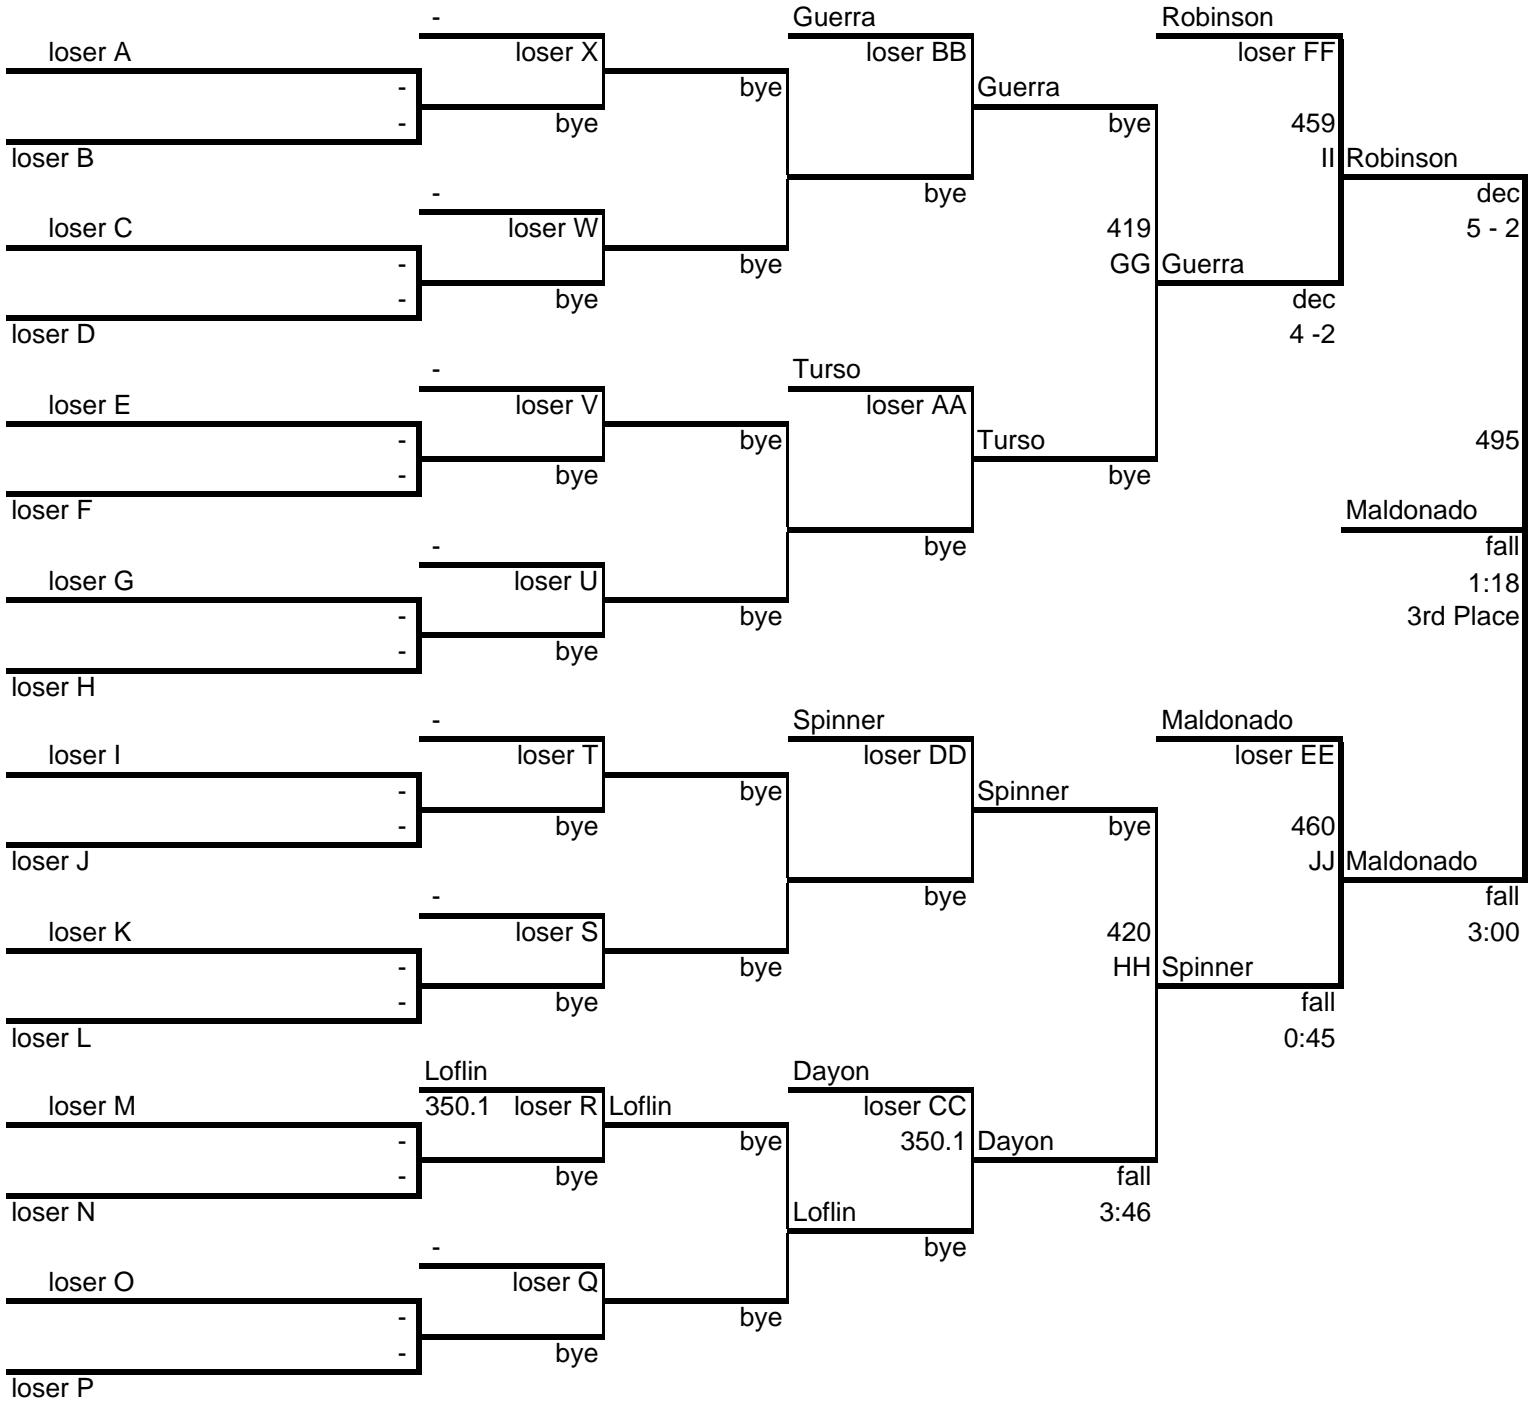 - Guerra Robinson
loser A loser X loser BB loser FF
- bye Guerra
- bye bye 459
loser B II Robinson
- bye dec
loser C loser W 419 5 - 2
- bye GG Guerra
- bye dec
loser D 4 -2
- Turso
loser E loser V loser AA
- bye Turso 495
- bye bye
loser F Maldonado
- bye fall
loser G loser U 1:18
- bye 3rd Place
- bye
loser H
- Spinner Maldonado
loser I loser T loser DD loser EE
- bye Spinner
- bye bye 460
loser J JJ Maldonado
- bye fall
loser K loser S 420 3:00
- bye HH Spinner
- bye fall
loser L 0:45
Loflin Dayon
loser M 350.1 loser R Loflin loser CC
- bye 350.1 Dayon
- bye fall
loser N Loflin 3:46
- bye
loser O loser Q
- bye
- bye
loser P